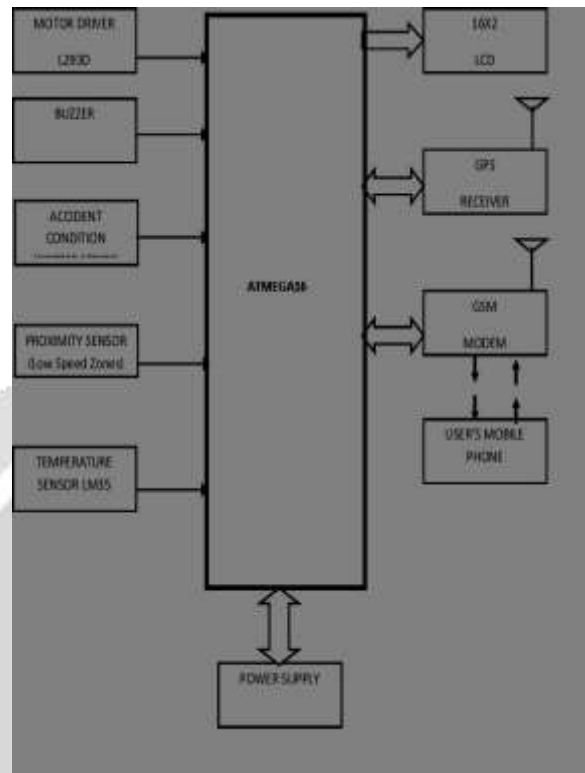 MOTOR DRIVER
L293D
16X2
LCD
BUZZER
GPS
RECEIVER
ACCIDENT
CONDITION
GSM
MODEM
PROXIMITY SENSOR
(Low Speed Zones)
USER'S MOBILE
PHONE
TEMPERATURE
SENSOR LM35
POWER SUPPLY